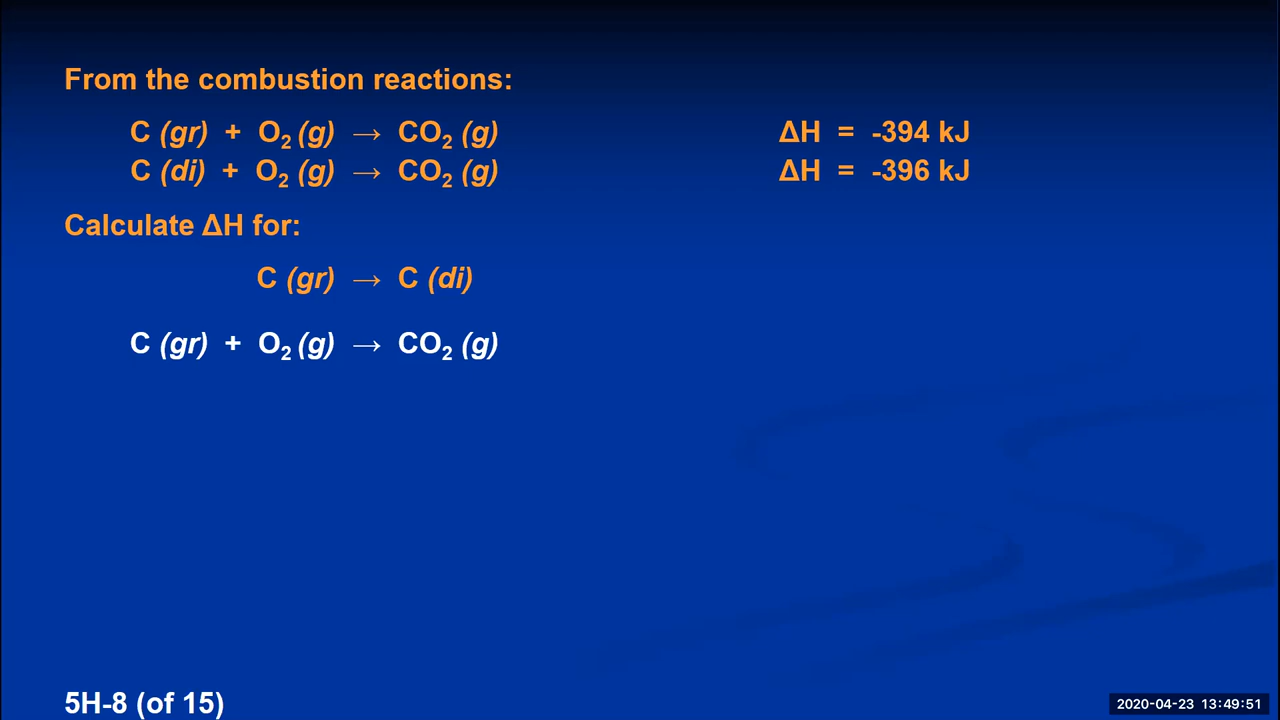 From the combustion reactions:
C (gr) + O₂ (g) → CO₂ (g) ΔH = -394 kJ
C (di) + O₂ (g) → CO₂ (g) ΔH = -396 kJ
Calculate ΔH for:
C (gr) → C (di)
C (gr) + O₂ (g) → CO₂ (g)
5H-8 (of 15)
2020-04-23 13:49:51